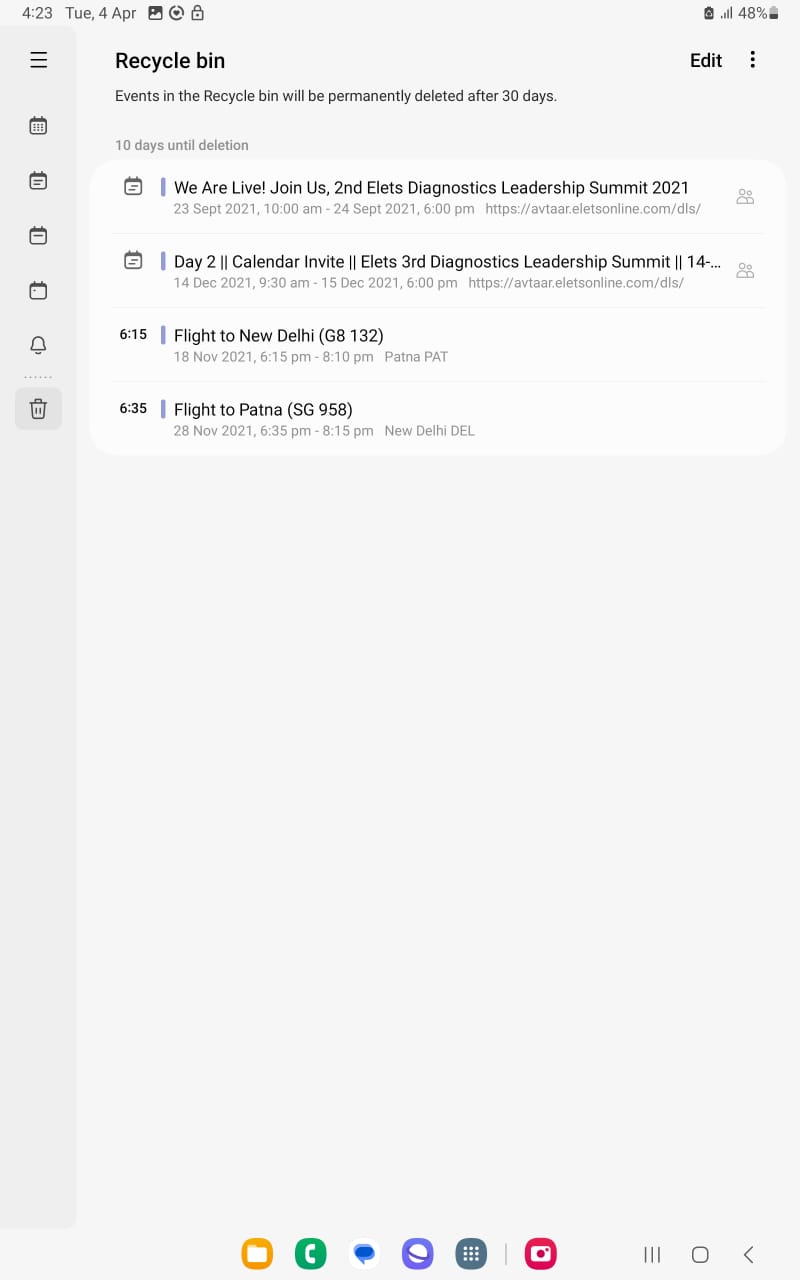 4:23 Tue, 4 Apr 48%
Recycle bin Edit
Events in the Recycle bin will be permanently deleted after 30 days.
10 days until deletion
We Are Live! Join Us, 2nd Elets Diagnostics Leadership Summit 2021
23 Sept 2021, 10:00 am - 24 Sept 2021, 6:00 pm https://avtaar.eletsonline.com/dls/
Day 2 || Calendar Invite || Elets 3rd Diagnostics Leadership Summit || 14-...
14 Dec 2021, 9:30 am - 15 Dec 2021, 6:00 pm https://avtaar.eletsonline.com/dls/
6:15 Flight to New Delhi (G8 132)
18 Nov 2021, 6:15 pm - 8:10 pm Patna PAT
6:35 Flight to Patna (SG 958)
28 Nov 2021, 6:35 pm - 8:15 pm New Delhi DEL